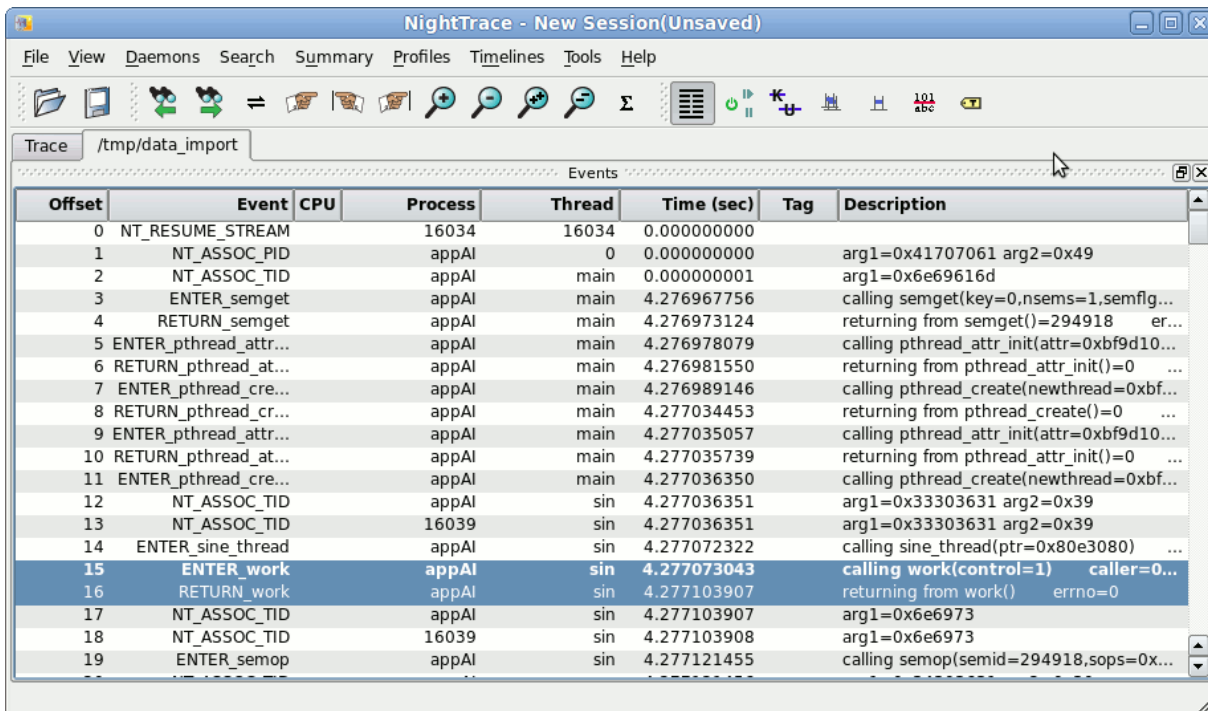 NightTrace - New Session(Unsaved)
File View Daemons Search Summary Profiles Timelines Tools Help
Σ K U 101 abc T
Trace /tmp/data_import
Events
Offset Event CPU Process Thread Time (sec) Tag Description
0 NT_RESUME_STREAM 16034 16034 0.000000000
1 NT_ASSOC_PID appAI 0 0.000000000 arg1=0x41707061 arg2=0x49
2 NT_ASSOC_TID appAI main 0.000000001 arg1=0x6e69616d
3 ENTER_semget appAI main 4.276967756 calling semget(key=0,nsems=1,semflg...
4 RETURN_semget appAI main 4.276973124 returning from semget()=294918 er...
5 ENTER_pthread_attr... appAI main 4.276978079 calling pthread_attr_init(attr=0xbf9d10...
6 RETURN_pthread_at... appAI main 4.276981550 returning from pthread_attr_init()=0 ...
7 ENTER_pthread_cre... appAI main 4.276989146 calling pthread_create(newthread=0xbf...
8 RETURN_pthread_cr... appAI main 4.277034453 returning from pthread_create()=0 ...
9 ENTER_pthread_attr... appAI main 4.277035057 calling pthread_attr_init(attr=0xbf9d10...
10 RETURN_pthread_at... appAI main 4.277035739 returning from pthread_attr_init()=0 ...
11 ENTER_pthread_cre... appAI main 4.277036350 calling pthread_create(newthread=0xbf...
12 NT_ASSOC_TID appAI sin 4.277036351 arg1=0x33303631 arg2=0x39
13 NT_ASSOC_TID 16039 sin 4.277036351 arg1=0x33303631 arg2=0x39
14 ENTER_sine_thread appAI sin 4.277072322 calling sine_thread(ptr=0x80e3080) ...
15 ENTER_work appAI sin 4.277073043 calling work(control=1) caller=0...
16 RETURN_work appAI sin 4.277103907 returning from work() errno=0
17 NT_ASSOC_TID appAI sin 4.277103907 arg1=0x6e6973
18 NT_ASSOC_TID 16039 sin 4.277103908 arg1=0x6e6973
19 ENTER_semop appAI sin 4.277121455 calling semop(semid=294918,sops=0x...